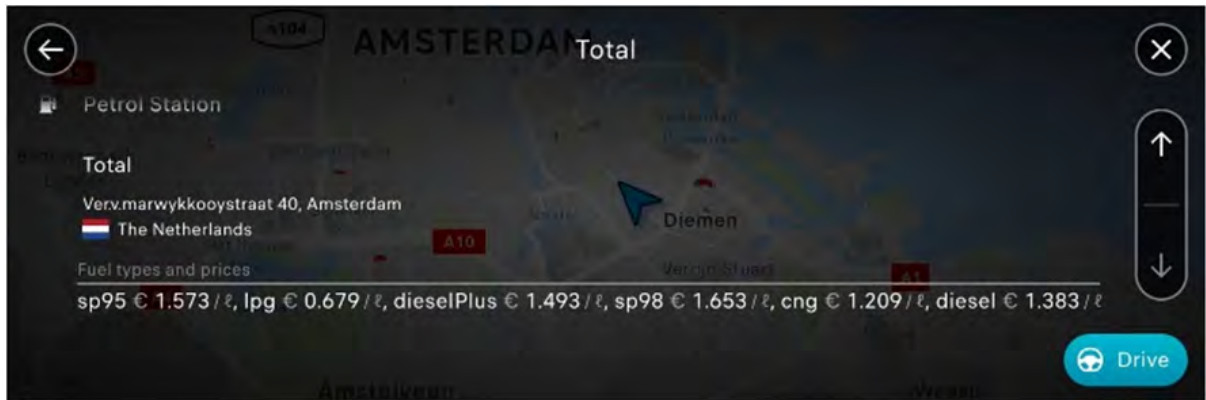 AMSTERDAM
Total
Petrol Station
Total
Ver.v.marwykkooystraat 40, Amsterdam
The Netherlands
A10
Diemen
Fuel types and prices
A1
sp95 € 1.573 / ℓ, lpg € 0.679 / ℓ, dieselPlus € 1.493 / ℓ, sp98 € 1.653 / ℓ, cng € 1.209 / ℓ, diesel € 1.383 / ℓ
Drive
Amstelveen